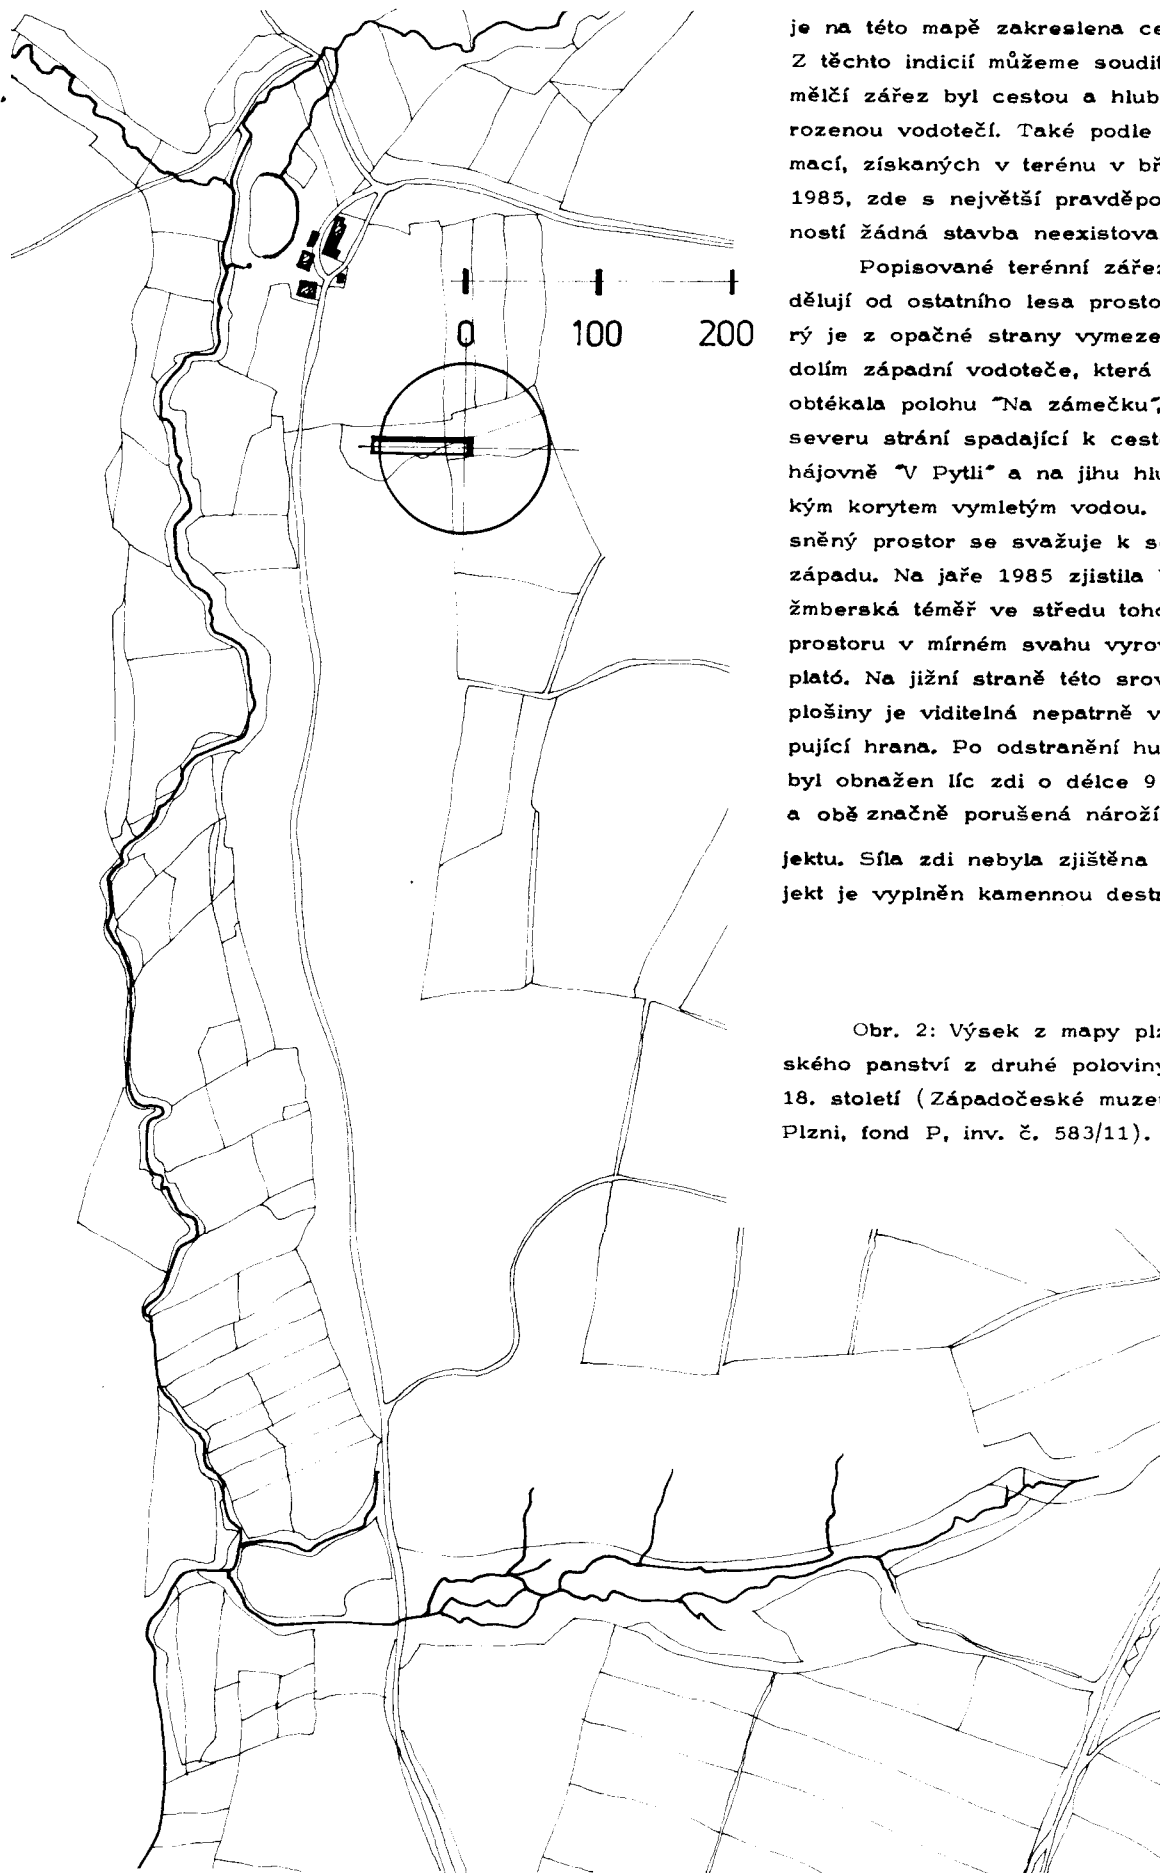 je na této mapě zakreslena ce
Z těchto indicií můžeme soudit
mělčí zářez byl cestou a hlub
rozenou vodotečí. Také podle
mací, získaných v terénu v bř
1985, zde s největší pravděpo
ností žádná stavba neexistova
Popisované terénní zářez
dělují od ostatního lesa prosto
rý je z opačné strany vymeze
dolím západní vodoteče, která
obtékala polohu "Na zámečku",
severu strání spadající k cest
hájovně "V Pytli" a na jihu hlu
kým korytem vymletým vodou.
sněný prostor se svažuje k s
západu. Na jaře 1985 zjistila
žmberská téměř ve středu toho
prostoru v mírném svahu vyrov
plató. Na jižní straně této srov
plošiny je viditelná nepatrně v
pující hrana. Po odstranění hu
byl obnažen líc zdi o délce 9
a obě značně porušená nároží
jektu. Síla zdi nebyla zjištěna
jekt je vyplněn kamennou destr
0 100 200
Obr. 2: Výsek z mapy plz
ského panství z druhé poloviny
18. století (Západočeské muze
Plzni, fond P, inv. č. 583/11).